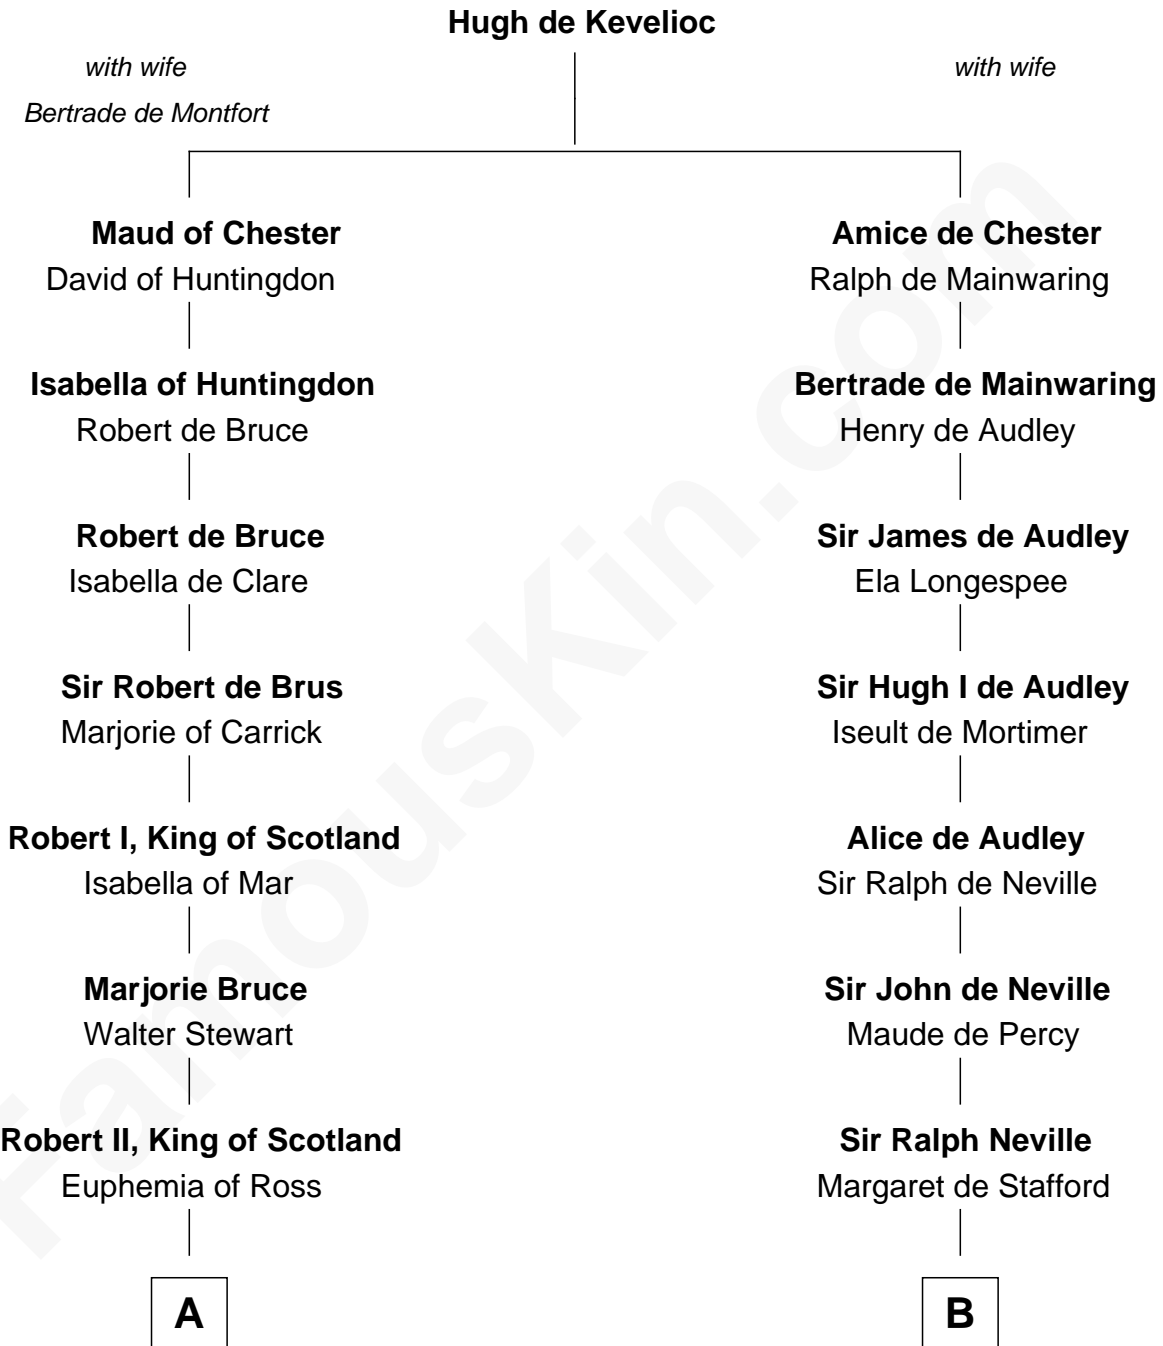 Hugh de Kevelioc
with wife
Bertrade de Montfort
with wife
Maud of Chester
David of Huntingdon
Isabella of Huntingdon
Robert de Bruce
Robert de Bruce
Isabella de Clare
Sir Robert de Brus
Marjorie of Carrick
Robert I, King of Scotland
Isabella of Mar
Marjorie Bruce
Walter Stewart
Robert II, King of Scotland
Euphemia of Ross
A
Amice de Chester
Ralph de Mainwaring
Bertrade de Mainwaring
Henry de Audley
Sir James de Audley
Ela Longespee
Sir Hugh I de Audley
Iseult de Mortimer
Alice de Audley
Sir Ralph de Neville
Sir John de Neville
Maude de Percy
Sir Ralph Neville
Margaret de Stafford
B
FamousKin.com